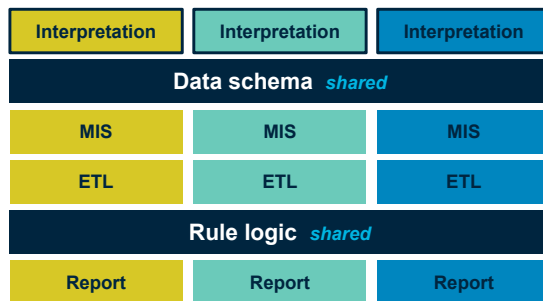 Interpretation Interpretation Interpretation
Data schema shared
MIS MIS MIS
ETL ETL ETL
Rule logic shared
Report Report Report